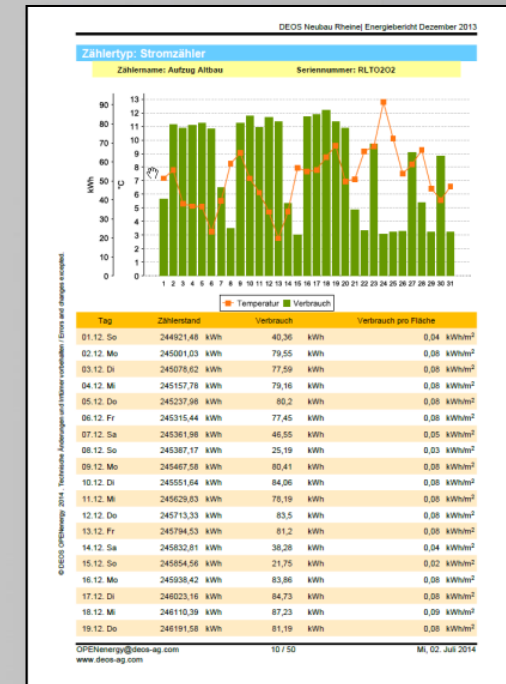 DEOS Neubau Rheine| Energiebericht Dezember 2013
Zählertyp: Stromzähler
Zählername: Aufzug Altbau Seriennummer: RLTO2O2
kWh
90
80
70
60
50
40
30
20
10
0
°C
13
12
11
10
9
8
7
6
5
4
3
2
1
0
1 2 3 4 5 6 7 8 9 10 11 12 13 14 15 16 17 18 19 20 21 22 23 24 25 26 27 28 29 30 31
Temperatur Verbrauch
Tag Zählerstand Verbrauch Verbrauch pro Fläche
01.12. So 244921,48 kWh 40,36 kWh 0,04 kWh/m²
02.12. Mo 245001,03 kWh 79,55 kWh 0,08 kWh/m²
03.12. Di 245078,62 kWh 77,59 kWh 0,08 kWh/m²
04.12. Mi 245157,78 kWh 79,16 kWh 0,08 kWh/m²
05.12. Do 245237,98 kWh 80,2 kWh 0,08 kWh/m²
06.12. Fr 245315,44 kWh 77,45 kWh 0,08 kWh/m²
07.12. Sa 245361,98 kWh 46,55 kWh 0,05 kWh/m²
08.12. So 245387,17 kWh 25,19 kWh 0,03 kWh/m²
09.12. Mo 245467,58 kWh 80,41 kWh 0,08 kWh/m²
10.12. Di 245551,64 kWh 84,06 kWh 0,08 kWh/m²
11.12. Mi 245629,83 kWh 78,19 kWh 0,08 kWh/m²
12.12. Do 245713,33 kWh 83,5 kWh 0,08 kWh/m²
13.12. Fr 245794,53 kWh 81,2 kWh 0,08 kWh/m²
14.12. Sa 245832,81 kWh 38,28 kWh 0,04 kWh/m²
15.12. So 245854,56 kWh 21,75 kWh 0,02 kWh/m²
16.12. Mo 245938,42 kWh 83,86 kWh 0,08 kWh/m²
17.12. Di 246023,16 kWh 84,73 kWh 0,08 kWh/m²
18.12. Mi 246110,39 kWh 87,23 kWh 0,09 kWh/m²
19.12. Do 246191,58 kWh 81,19 kWh 0,08 kWh/m²
© DEOS OPENenergy 2014 . Technische Änderungen und Irrtümer vorbehalten / Errors and changes excepted.
OPENenergy@deos-ag.com 10 / 50 Mi, 02. Juli 2014
www.deos-ag.com